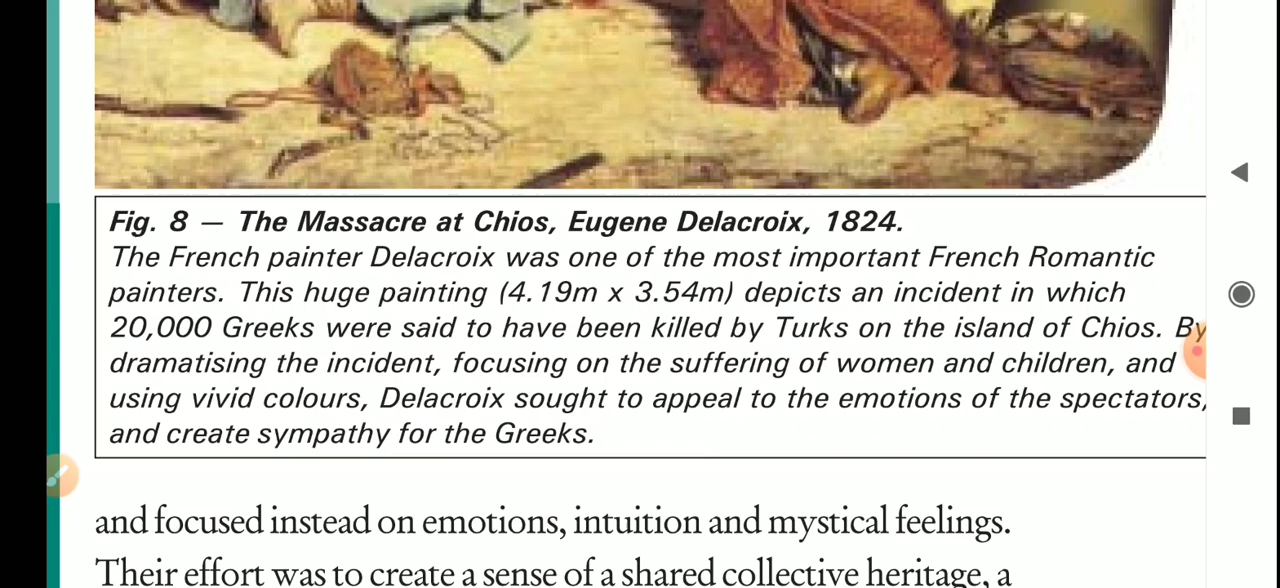 Fig. 8 — The Massacre at Chios, Eugene Delacroix, 1824.
The French painter Delacroix was one of the most important French Romantic
painters. This huge painting (4.19m x 3.54m) depicts an incident in which
20,000 Greeks were said to have been killed by Turks on the island of Chios. By
dramatising the incident, focusing on the suffering of women and children, and
using vivid colours, Delacroix sought to appeal to the emotions of the spectators,
and create sympathy for the Greeks.
and focused instead on emotions, intuition and mystical feelings.
Their effort was to create a sense of a shared collective heritage, a